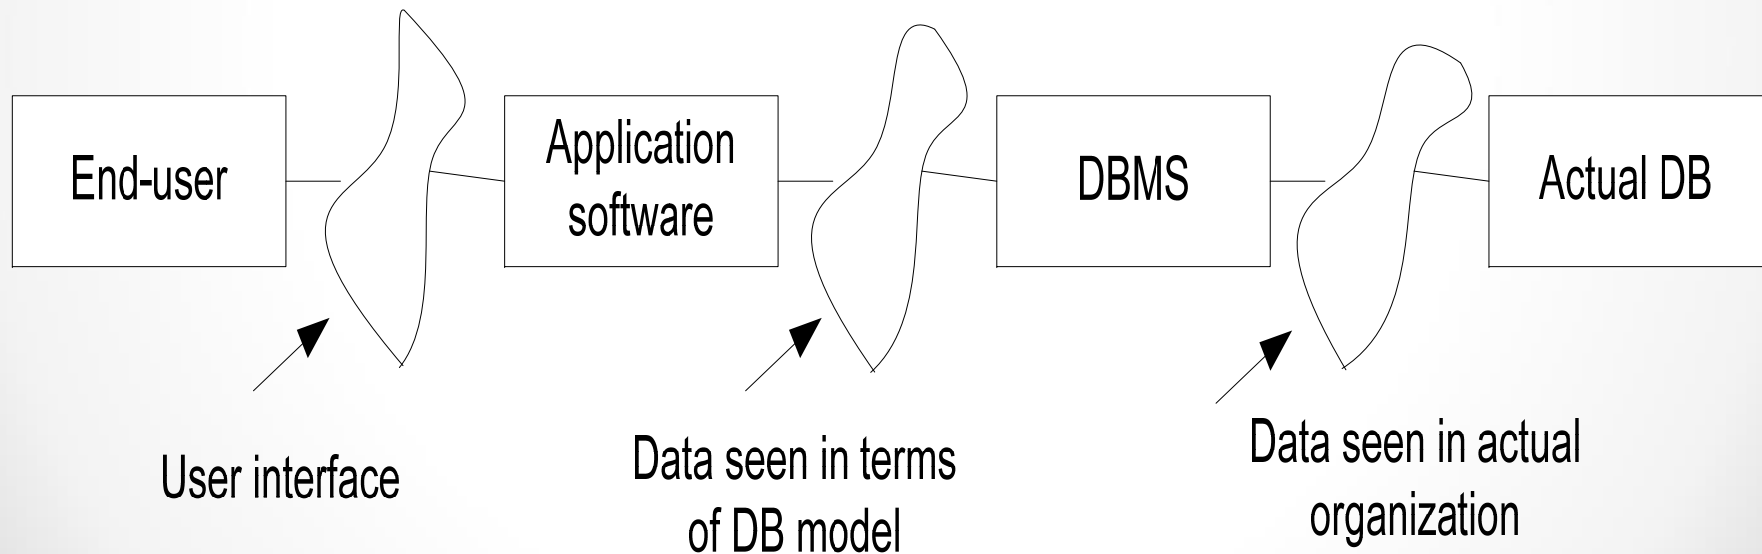 End-user
Application
software
DBMS
Actual DB
User interface
Data seen in terms
of DB model
Data seen in actual
organization